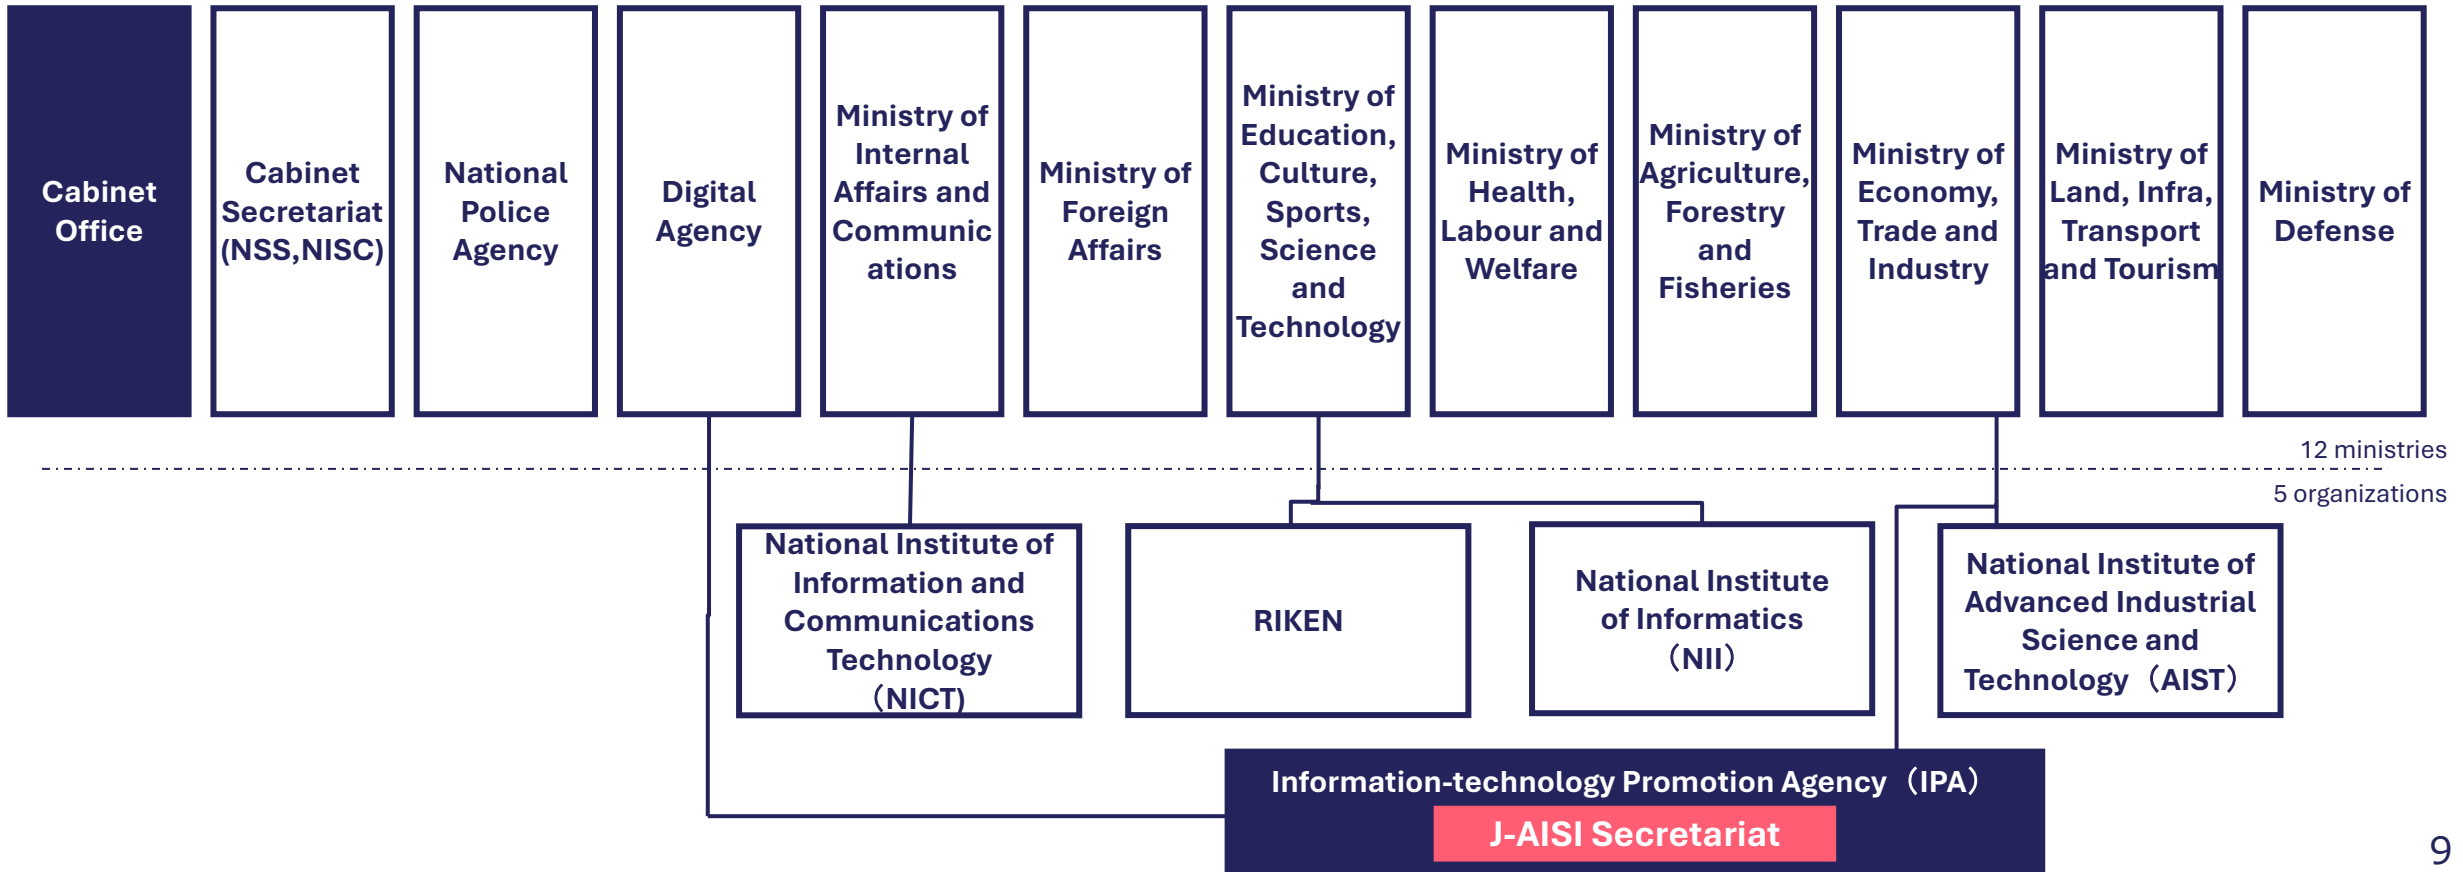 Cabinet
Office
Cabinet
Secretariat
(NSS,NISC)
National
Police
Agency
Digital
Agency
Ministry of
Internal
Affairs and
Communic
ations
Ministry of
Foreign
Affairs
Ministry of
Education,
Culture,
Sports,
Science
and
Technology
Ministry of
Health,
Labour and
Welfare
Ministry of
Agriculture,
Forestry
and
Fisheries
Ministry of
Economy,
Trade and
Industry
Ministry of
Land, Infra,
Transport
and Tourism
Ministry of
Defense
12 ministries
5 organizations
National Institute of
Information and
Communications
Technology
（NICT)
RIKEN
National Institute
of Informatics
（NII）
National Institute of
Advanced Industrial
Science and
Technology（AIST）
Information-technology Promotion Agency（IPA）
J-AISI Secretariat
9